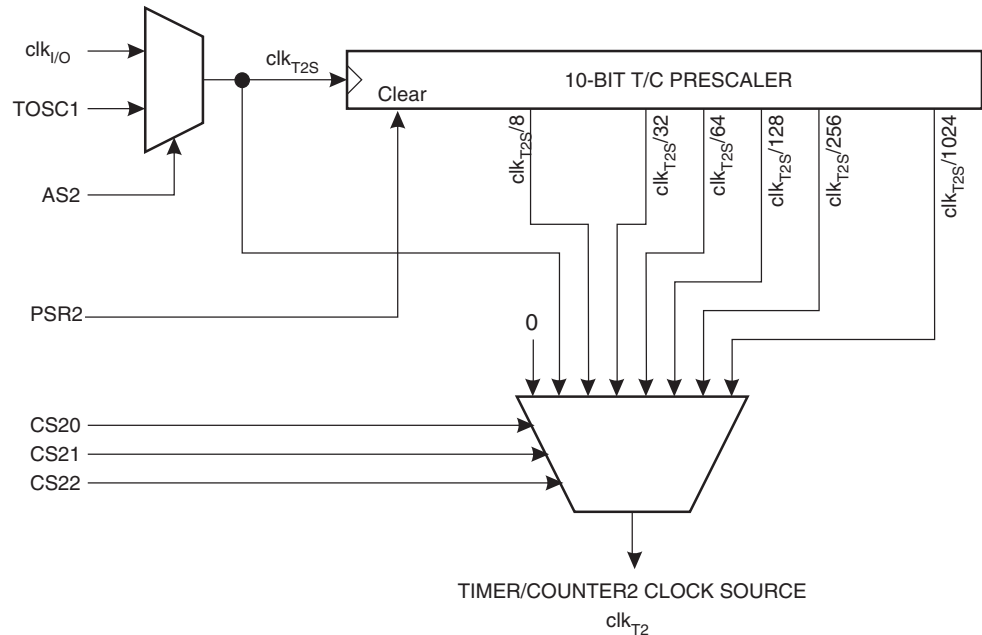 clkI/O
TOSC1
AS2
PSR2
clkT2S
10-BIT T/C PRESCALER
Clear
clkT2S/8
clkT2S/32
clkT2S/64
clkT2S/128
clkT2S/256
clkT2S/1024
0
CS20
CS21
CS22
TIMER/COUNTER2 CLOCK SOURCE
clkT2